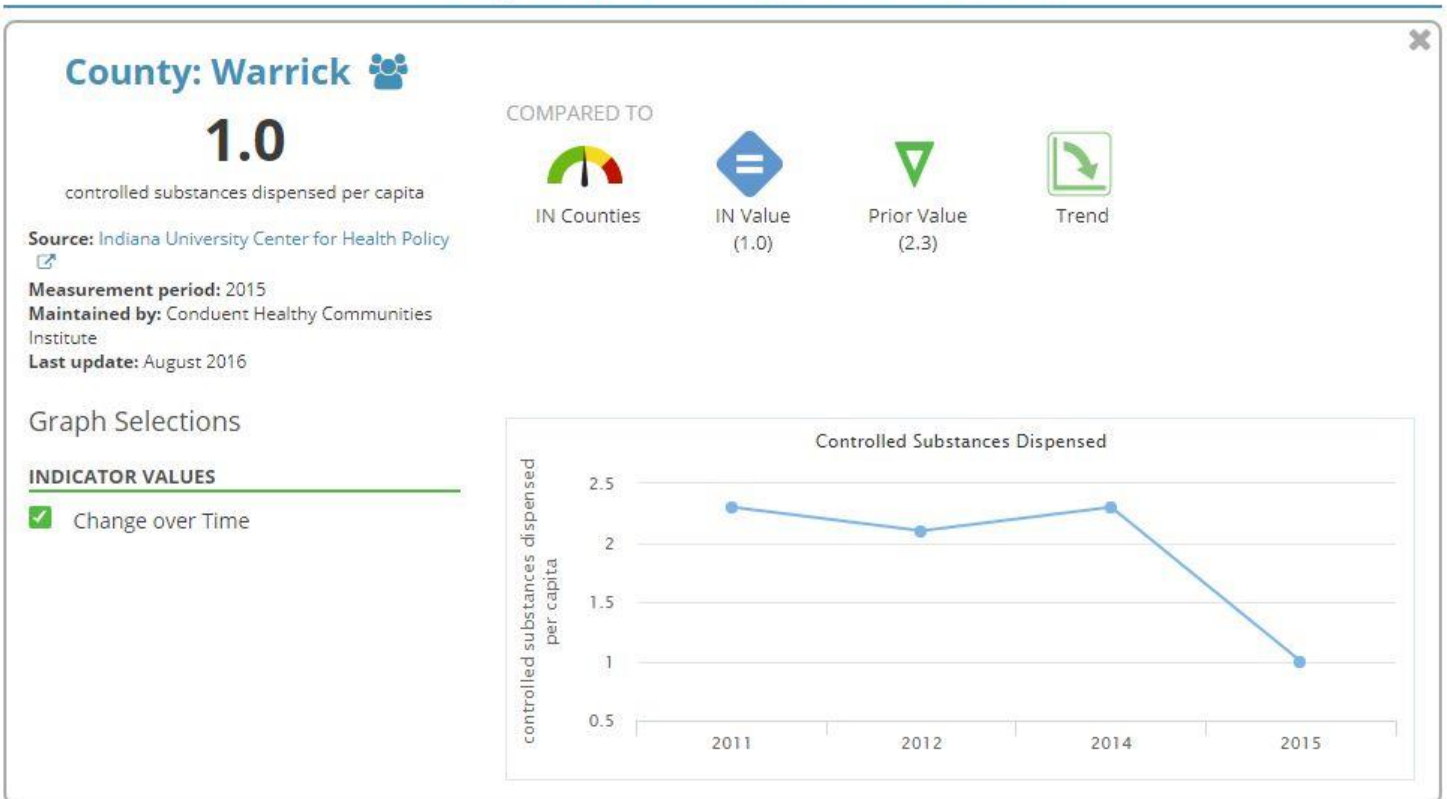 County: Warrick
1.0
controlled substances dispensed per capita
Source: Indiana University Center for Health Policy
Measurement period: 2015
Maintained by: Conduent Healthy Communities
Institute
Last update: August 2016
COMPARED TO
IN Counties
IN Value
(1.0)
Prior Value
(2.3)
Trend
Graph Selections
INDICATOR VALUES
Change over Time
Controlled Substances Dispensed
controlled substances dispensed
per capita
2.5
2
1.5
1
0.5
2011 2012 2014 2015